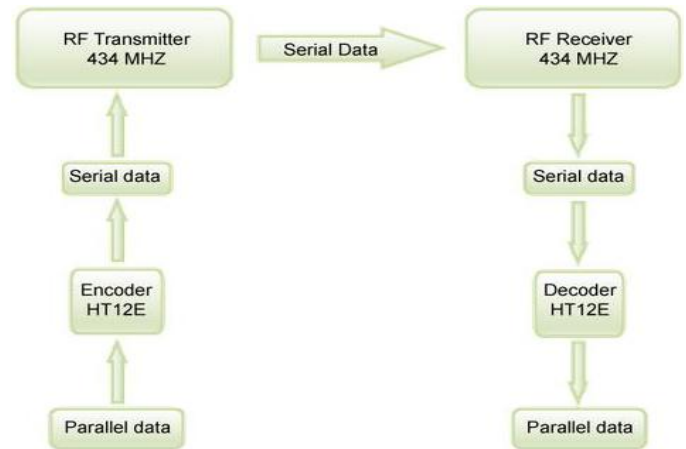 RF Transmitter
434 MHZ
Serial Data
RF Receiver
434 MHZ
Serial data
Serial data
Encoder
HT12E
Decoder
HT12E
Parallel data
Parallel data